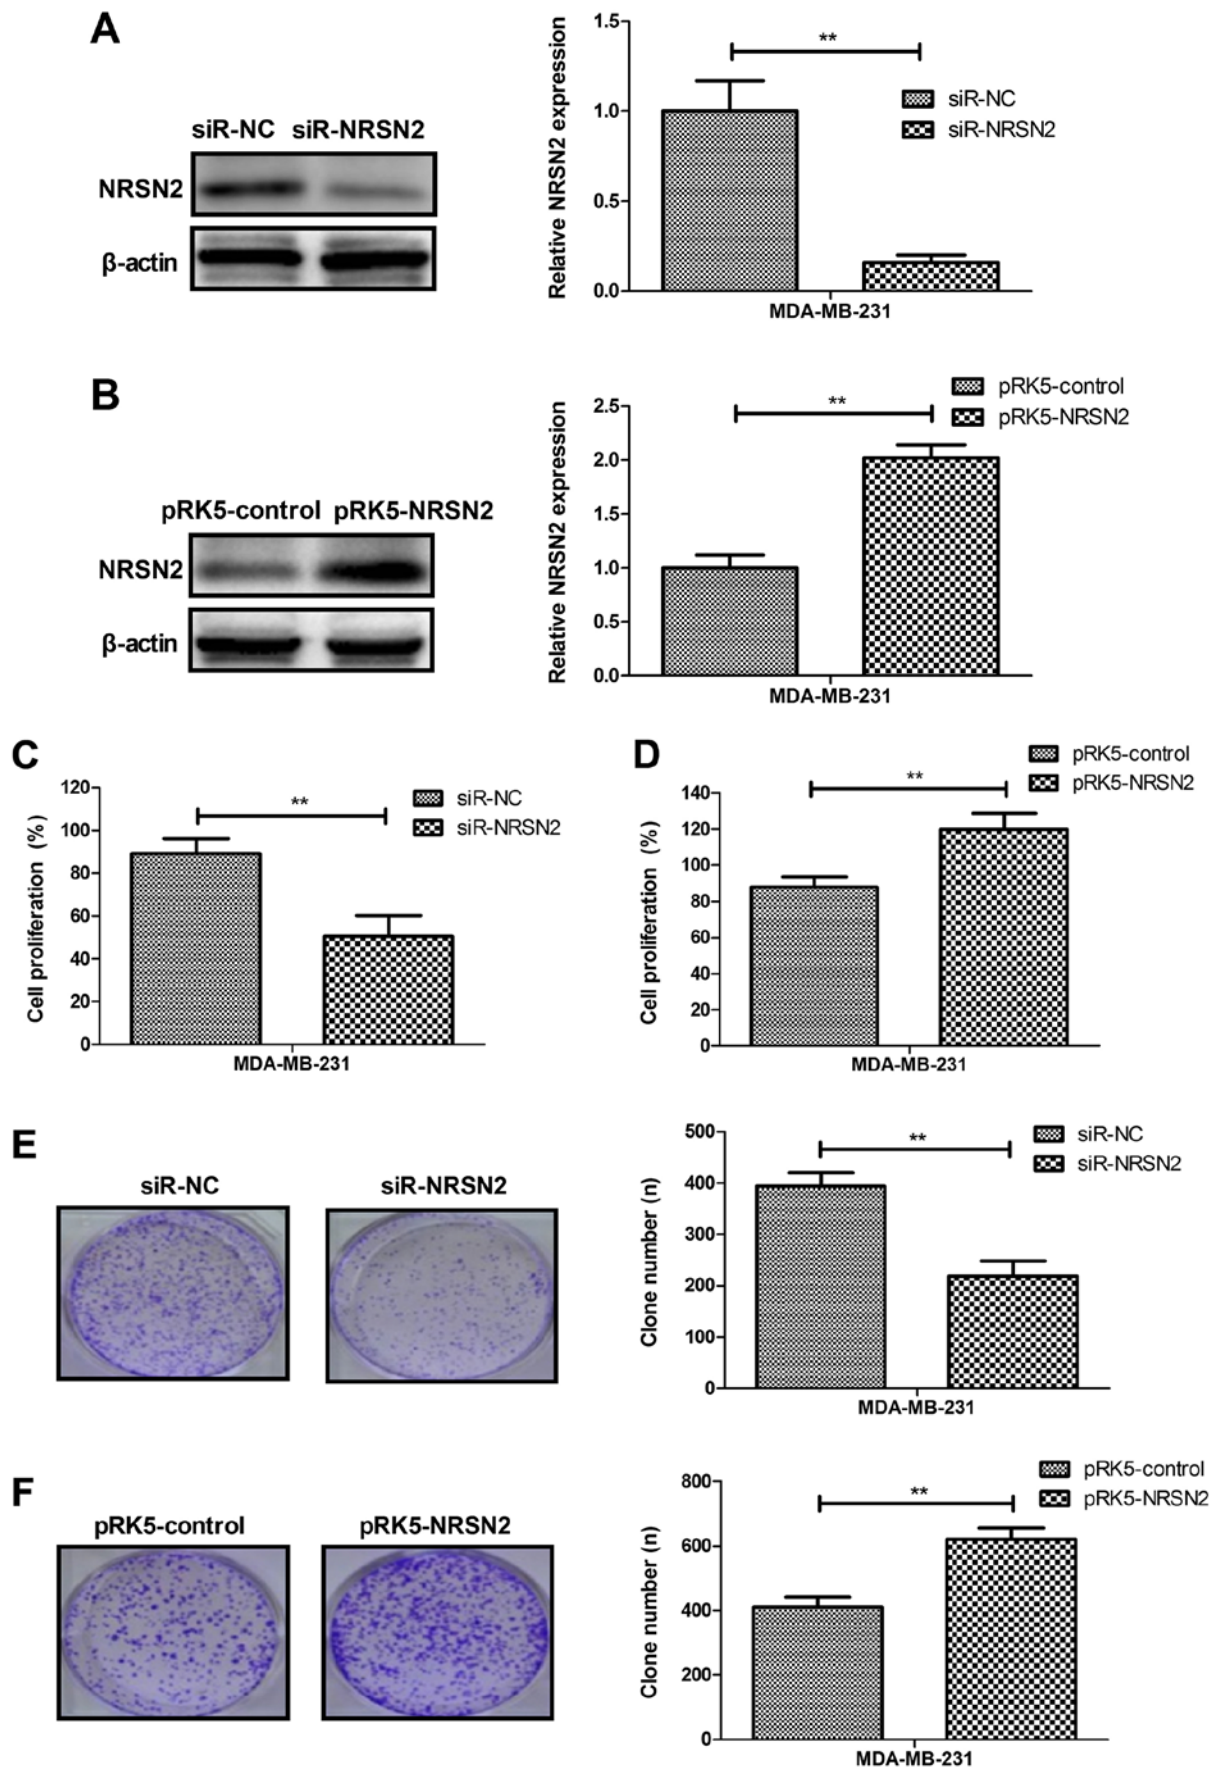 A
siR-NC siR-NRSN2
NRSN2
β-actin
Relative NRSN2 expression
1.5
1.0
0.5
0.0
**
siR-NC
siR-NRSN2
MDA-MB-231
B
pRK5-control pRK5-NRSN2
NRSN2
β-actin
Relative NRSN2 expression
2.5
2.0
1.5
1.0
0.5
0.0
**
pRK5-control
pRK5-NRSN2
MDA-MB-231
C
Cell proliferation (%)
120
100
80
60
40
20
0
**
siR-NC
siR-NRSN2
MDA-MB-231
D
Cell proliferation (%)
140
120
100
80
60
40
20
0
**
pRK5-control
pRK5-NRSN2
MDA-MB-231
E
siR-NC
siR-NRSN2
Clone number (n)
500
400
300
200
100
0
**
siR-NC
siR-NRSN2
MDA-MB-231
F
pRK5-control
pRK5-NRSN2
Clone number (n)
800
600
400
200
0
**
pRK5-control
pRK5-NRSN2
MDA-MB-231